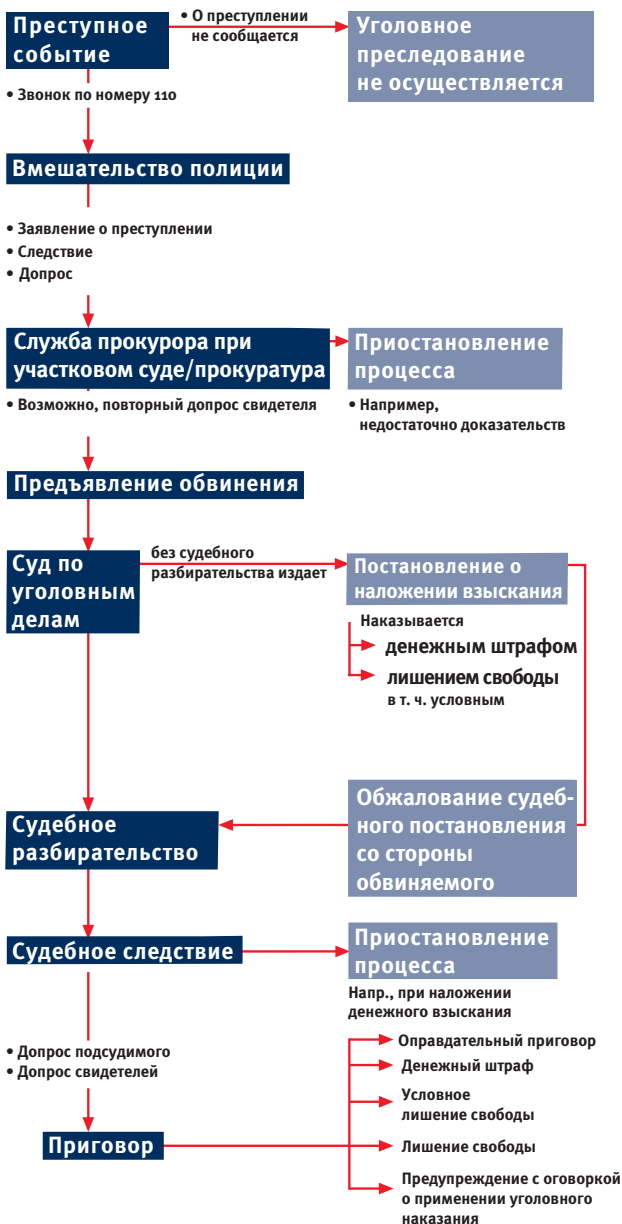 Преступное
событие
• О преступлении
не сообщается
Уголовное
преследование
не осуществляется
• Звонок по номеру 110
Вмешательство полиции
• Заявление о преступлении
• Следствие
• Допрос
Служба прокурора при
участковом суде/прокуратура
Приостановление
процесса
• Возможно, повторный допрос свидетеля
• Например,
недостаточно доказательств
Предъявление обвинения
Суд по
уголовным
делам
без судебного
разбирательства издает
Постановление о
наложении взыскания
Наказывается
денежным штрафом
лишением свободы
в т. ч. условным
Обжалование судеб-
ного постановления
со стороны
обвиняемого
Судебное
разбирательство
Судебное следствие
Приостановление
процесса
Напр., при наложении
денежного взыскания
• Допрос подсудимого
• Допрос свидетелей
Приговор
Оправдательный приговор
Денежный штраф
Условное
лишение свободы
Лишение свободы
Предупреждение с оговоркой
о применении уголовного
наказания